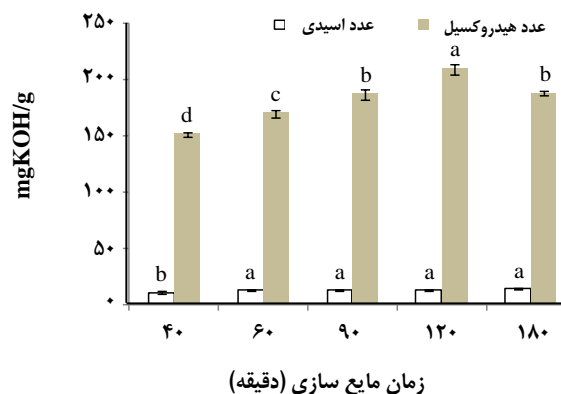 عدد اسیدی عدد هیدروکسیل
۲۵۰
۲۰۰
۱۵۰
۱۰۰
۵۰
۰
mgKOH/g
d c b a b
b a a a a
۴۰ ۶۰ ۹۰ ۱۲۰ ۱۸۰
زمان مایع سازی (دقیقه)